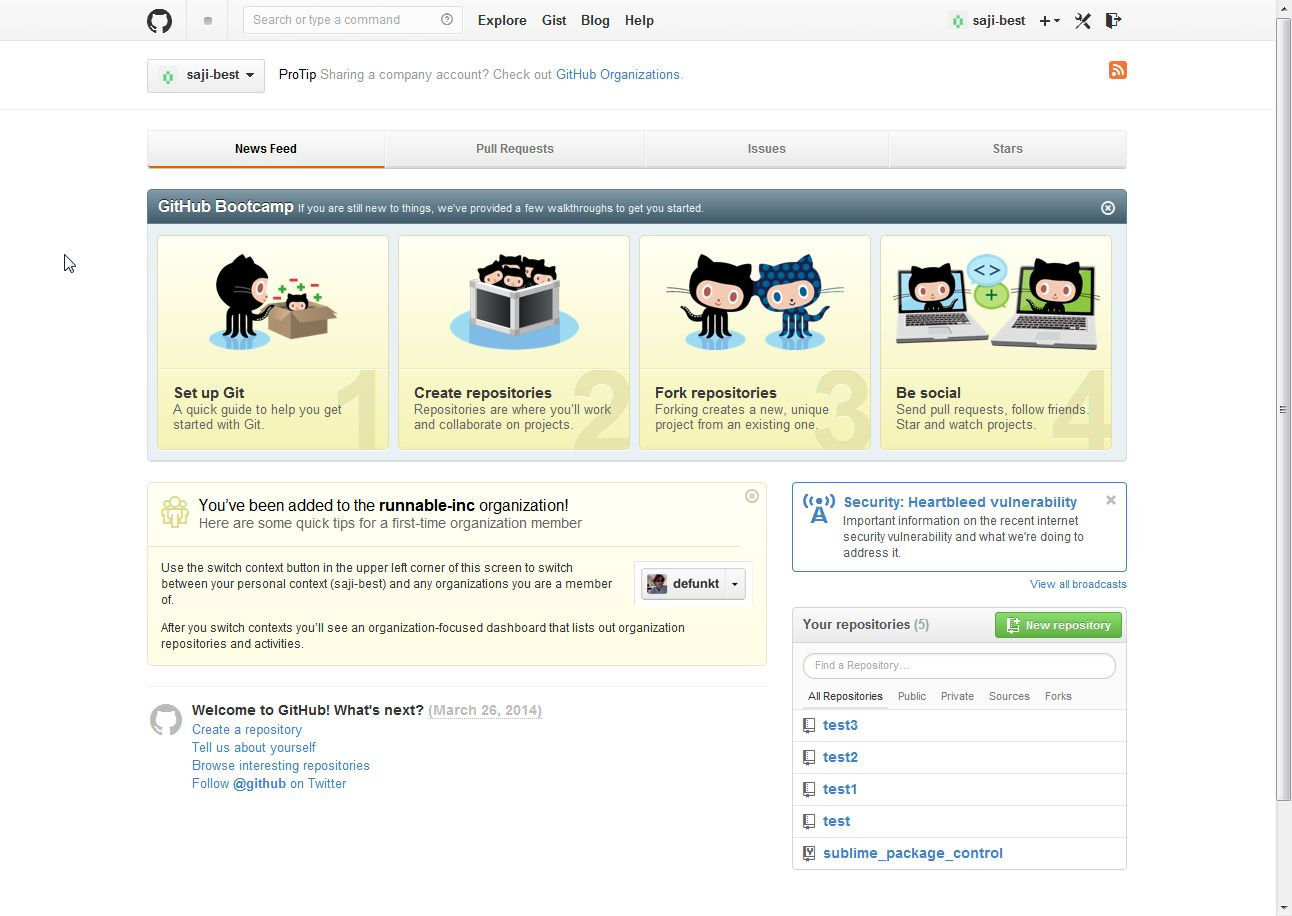 Search or type a command
Explore Gist Blog Help
saji-best
saji-best
ProTip Sharing a company account? Check out GitHub Organizations.
News Feed
Pull Requests
Issues
Stars
GitHub Bootcamp If you are still new to things, we've provided a few walkthroughs to get you started.
1
Set up Git
A quick guide to help you get
started with Git.
2
Create repositories
Repositories are where you'll work
and collaborate on projects.
3
Fork repositories
Forking creates a new, unique
project from an existing one.
4
Be social
Send pull requests, follow friends.
Star and watch projects.
You've been added to the runnable-inc organization!
Here are some quick tips for a first-time organization member
Use the switch context button in the upper left corner of this screen to switch
between your personal context (saji-best) and any organizations you are a member
of.
defunkt
After you switch contexts you'll see an organization-focused dashboard that lists out organization
repositories and activities.
Welcome to GitHub! What's next? (March 26, 2014)
Create a repository
Tell us about yourself
Browse interesting repositories
Follow @github on Twitter
Security: Heartbleed vulnerability
Important information on the recent internet
security vulnerability and what we're doing to
address it.
View all broadcasts
Your repositories (5)
New repository
Find a Repository…
All Repositories Public Private Sources Forks
test3
test2
test1
test
sublime_package_control